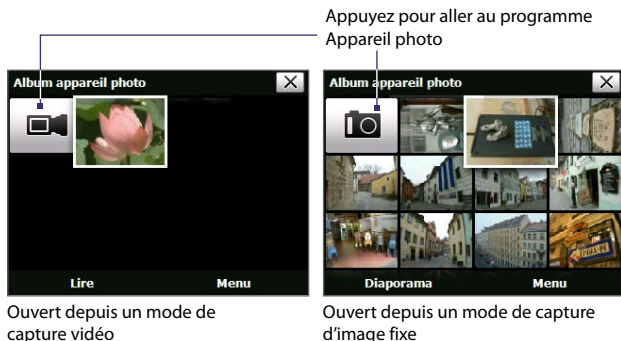 Appuyez pour aller au programme
Appareil photo
Album appareil photo
Lire Menu
Ouvert depuis un mode de
capture vidéo
Album appareil photo
Diaporama Menu
Ouvert depuis un mode de capture
d'image fixe